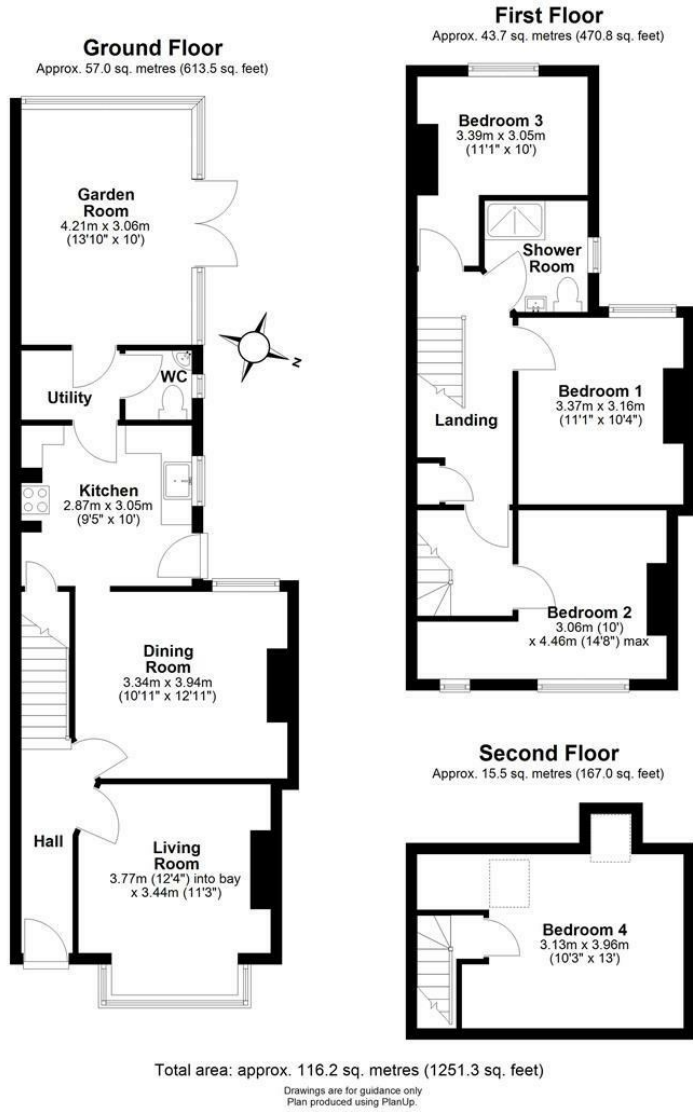 Ground Floor
Approx. 57.0 sq. metres (613.5 sq. feet)
Garden
Room
4.21m x 3.06m
(13'10" x 10')
N
WC
Utility
Kitchen
2.87m x 3.05m
(9'5" x 10')
Dining
Room
3.34m x 3.94m
(10'11" x 12'11")
Hall
Living
Room
3.77m (12'4") into bay
x 3.44m (11'3")
First Floor
Approx. 43.7 sq. metres (470.8 sq. feet)
Bedroom 3
3.39m x 3.05m
(11'1" x 10')
Shower
Room
Bedroom 1
3.37m x 3.16m
(11'1" x 10'4")
Landing
Bedroom 2
3.06m (10')
x 4.46m (14'8") max
Second Floor
Approx. 15.5 sq. metres (167.0 sq. feet)
Bedroom 4
3.13m x 3.96m
(10'3" x 13')
Total area: approx. 116.2 sq. metres (1251.3 sq. feet)
Drawings are for guidance only
Plan produced using PlanUp.